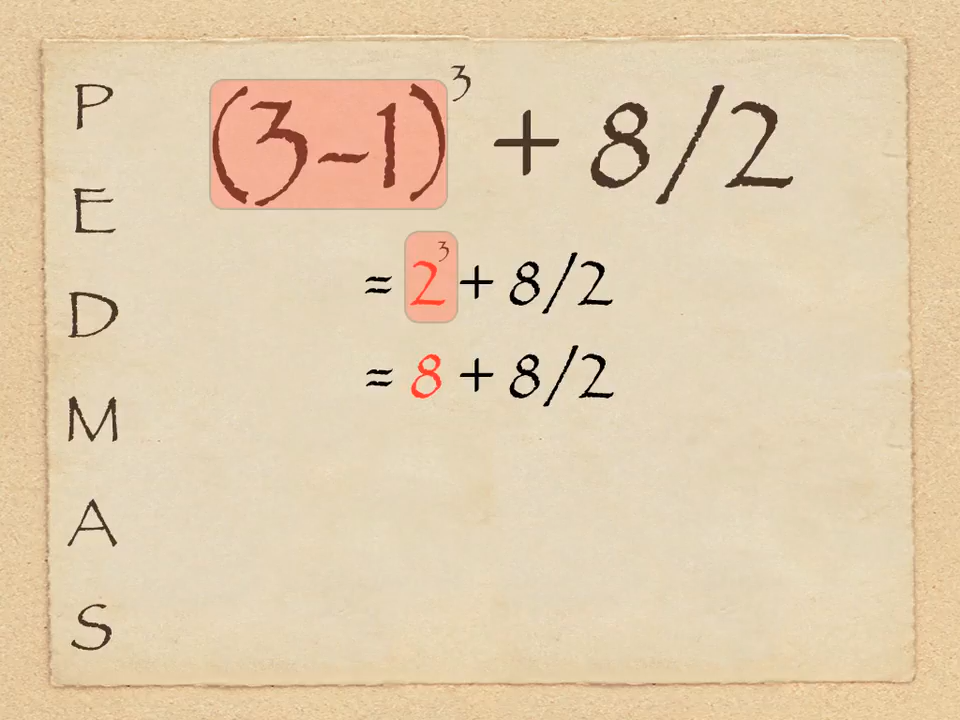 P
E
D
M
A
S
(3-1)³ + 8/2
= 2³ + 8/2
= 8 + 8/2